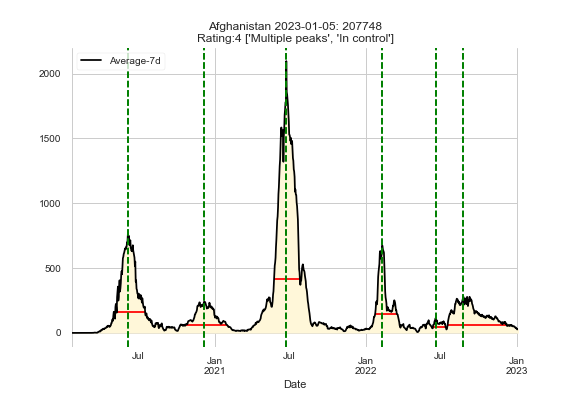 Afghanistan 2023-01-05: 207748
Rating:4 ['Multiple peaks', 'In control']
Average-7d
2000
1500
1000
500
0
Jul
Jan
2021
Jul
Jan
2022
Jul
Jan
2023
Date